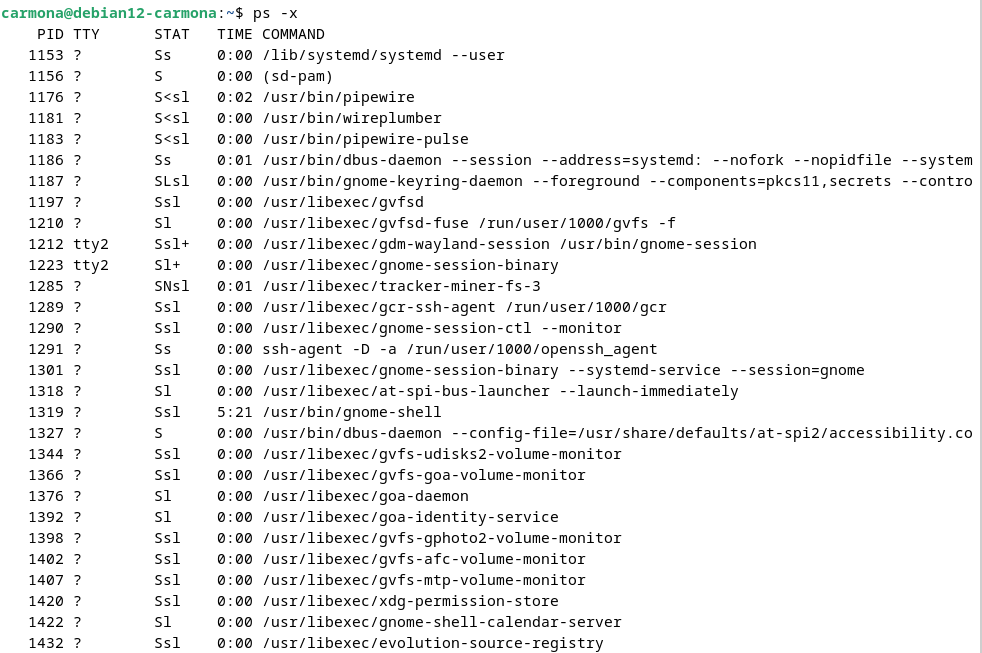 carmona@debian12-carmona:~$ ps -x
    PID TTY      STAT   TIME COMMAND
   1153 ?        Ss     0:00 /lib/systemd/systemd --user
   1156 ?        S      0:00 (sd-pam)
   1176 ?        S<sl   0:02 /usr/bin/pipewire
   1181 ?        S<sl   0:00 /usr/bin/wireplumber
   1183 ?        S<sl   0:00 /usr/bin/pipewire-pulse
   1186 ?        Ss     0:01 /usr/bin/dbus-daemon --session --address=systemd: --nofork --nopidfile --system
   1187 ?        SLsl   0:00 /usr/bin/gnome-keyring-daemon --foreground --components=pkcs11,secrets --contro
   1197 ?        Ssl    0:00 /usr/libexec/gvfsd
   1210 ?        Sl     0:00 /usr/libexec/gvfsd-fuse /run/user/1000/gvfs -f
   1212 tty2     Ssl+   0:00 /usr/libexec/gdm-wayland-session /usr/bin/gnome-session
   1223 tty2     Sl+    0:00 /usr/libexec/gnome-session-binary
   1285 ?        SNsl   0:01 /usr/libexec/tracker-miner-fs-3
   1289 ?        Ssl    0:00 /usr/libexec/gcr-ssh-agent /run/user/1000/gcr
   1290 ?        Ssl    0:00 /usr/libexec/gnome-session-ctl --monitor
   1291 ?        Ss     0:00 ssh-agent -D -a /run/user/1000/openssh_agent
   1301 ?        Ssl    0:00 /usr/libexec/gnome-session-binary --systemd-service --session=gnome
   1318 ?        Sl     0:00 /usr/libexec/at-spi-bus-launcher --launch-immediately
   1319 ?        Ssl    5:21 /usr/bin/gnome-shell
   1327 ?        S      0:00 /usr/bin/dbus-daemon --config-file=/usr/share/defaults/at-spi2/accessibility.co
   1344 ?        Ssl    0:00 /usr/libexec/gvfs-udisks2-volume-monitor
   1366 ?        Ssl    0:00 /usr/libexec/gvfs-goa-volume-monitor
   1376 ?        Sl     0:00 /usr/libexec/goa-daemon
   1392 ?        Sl     0:00 /usr/libexec/goa-identity-service
   1398 ?        Ssl    0:00 /usr/libexec/gvfs-gphoto2-volume-monitor
   1402 ?        Ssl    0:00 /usr/libexec/gvfs-afc-volume-monitor
   1407 ?        Ssl    0:00 /usr/libexec/gvfs-mtp-volume-monitor
   1420 ?        Ssl    0:00 /usr/libexec/xdg-permission-store
   1422 ?        Sl     0:00 /usr/libexec/gnome-shell-calendar-server
   1432 ?        Ssl    0:00 /usr/libexec/evolution-source-registry